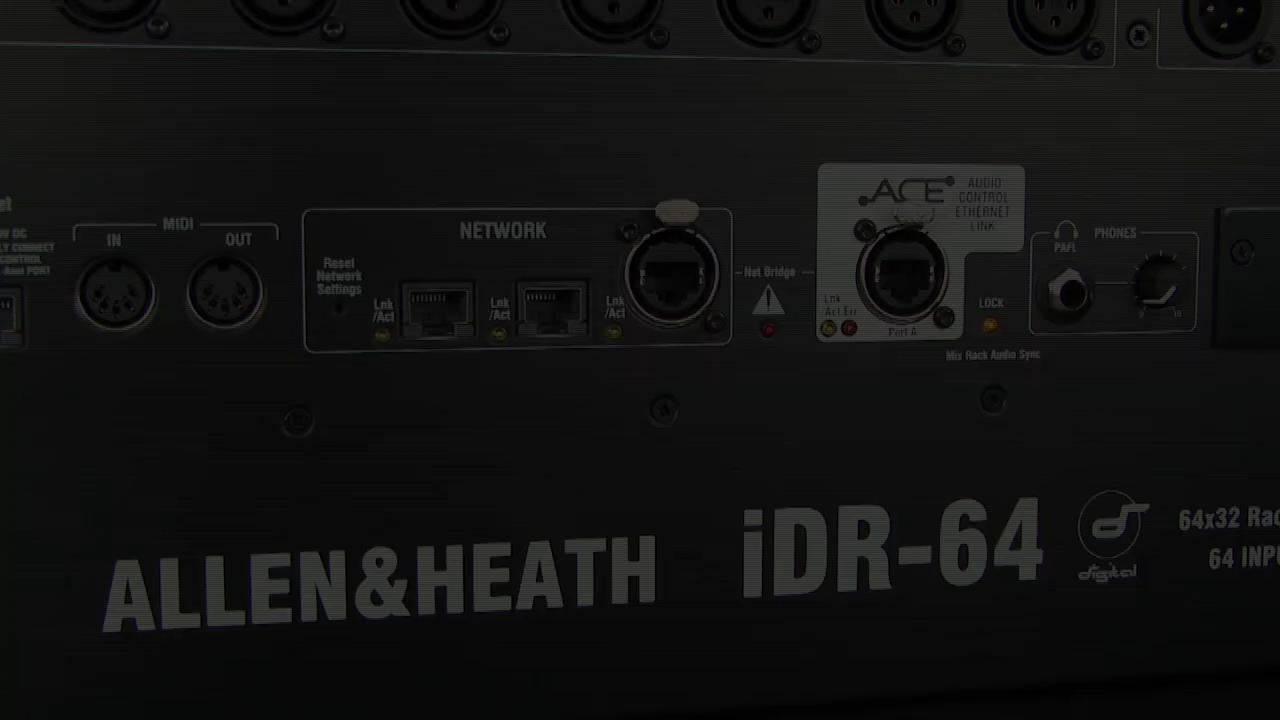 MIDI
IN
OUT
NETWORK
Reset
Network
Settings
Lnk
/Act
Lnk
/Act
Lnk
/Act
Net Bridge
!
ACE
AUDIO
CONTROL
ETHERNET
LINK
Lnk
Act Err
Port A
LOCK
Mix Rack Audio Sync
PHONES
PAFL
0
10
ALLEN&HEATH
iDR-64
digital
64x32
64